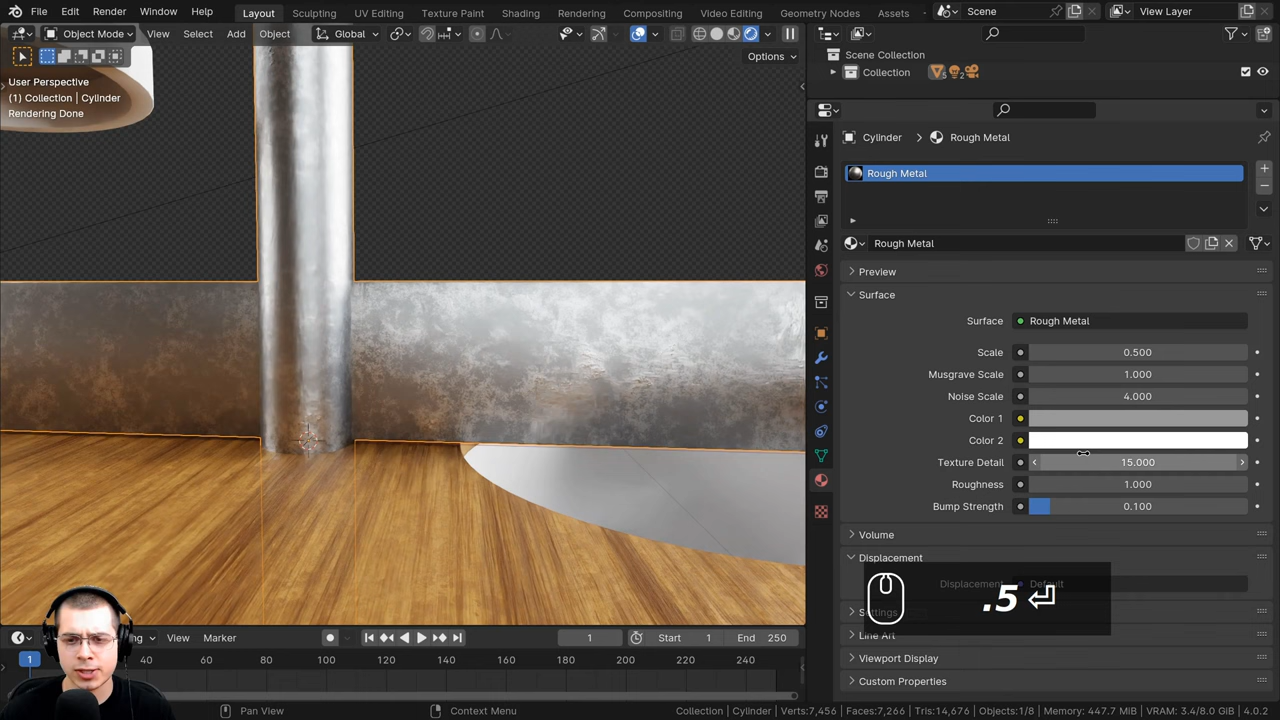 File Edit Render Window Help Layout Sculpting UV Editing Texture Paint Shading Rendering Compositing Video Editing Geometry Nodes Assets Scene View Layer
Object Mode View Select Add Object Global
Options
User Perspective
(1) Collection | Cylinder
Rendering Done
Scene Collection
Collection 5 2
Cylinder > Rough Metal
Rough Metal
Rough Metal
Preview
Surface
Surface Rough Metal
Scale 0.500
Musgrave Scale 1.000
Noise Scale 4.000
Color 1
Color 2
Texture Detail 15.000
Roughness 1.000
Bump Strength 0.100
Volume
Displacement
Displacement Default
.5
Settings
Line Art
Viewport Display
Custom Properties
View Marker 1 Start 1 End 250
1 40 60 80 100 120 140 160 180 200 220 240
Pan View Context Menu Collection | Cylinder Verts:7,456 Faces:7,266 Tris:14,676 Objects:1/8 Memory: 447.7 MiB VRAM: 3.4/8.0 GiB 4.0.2